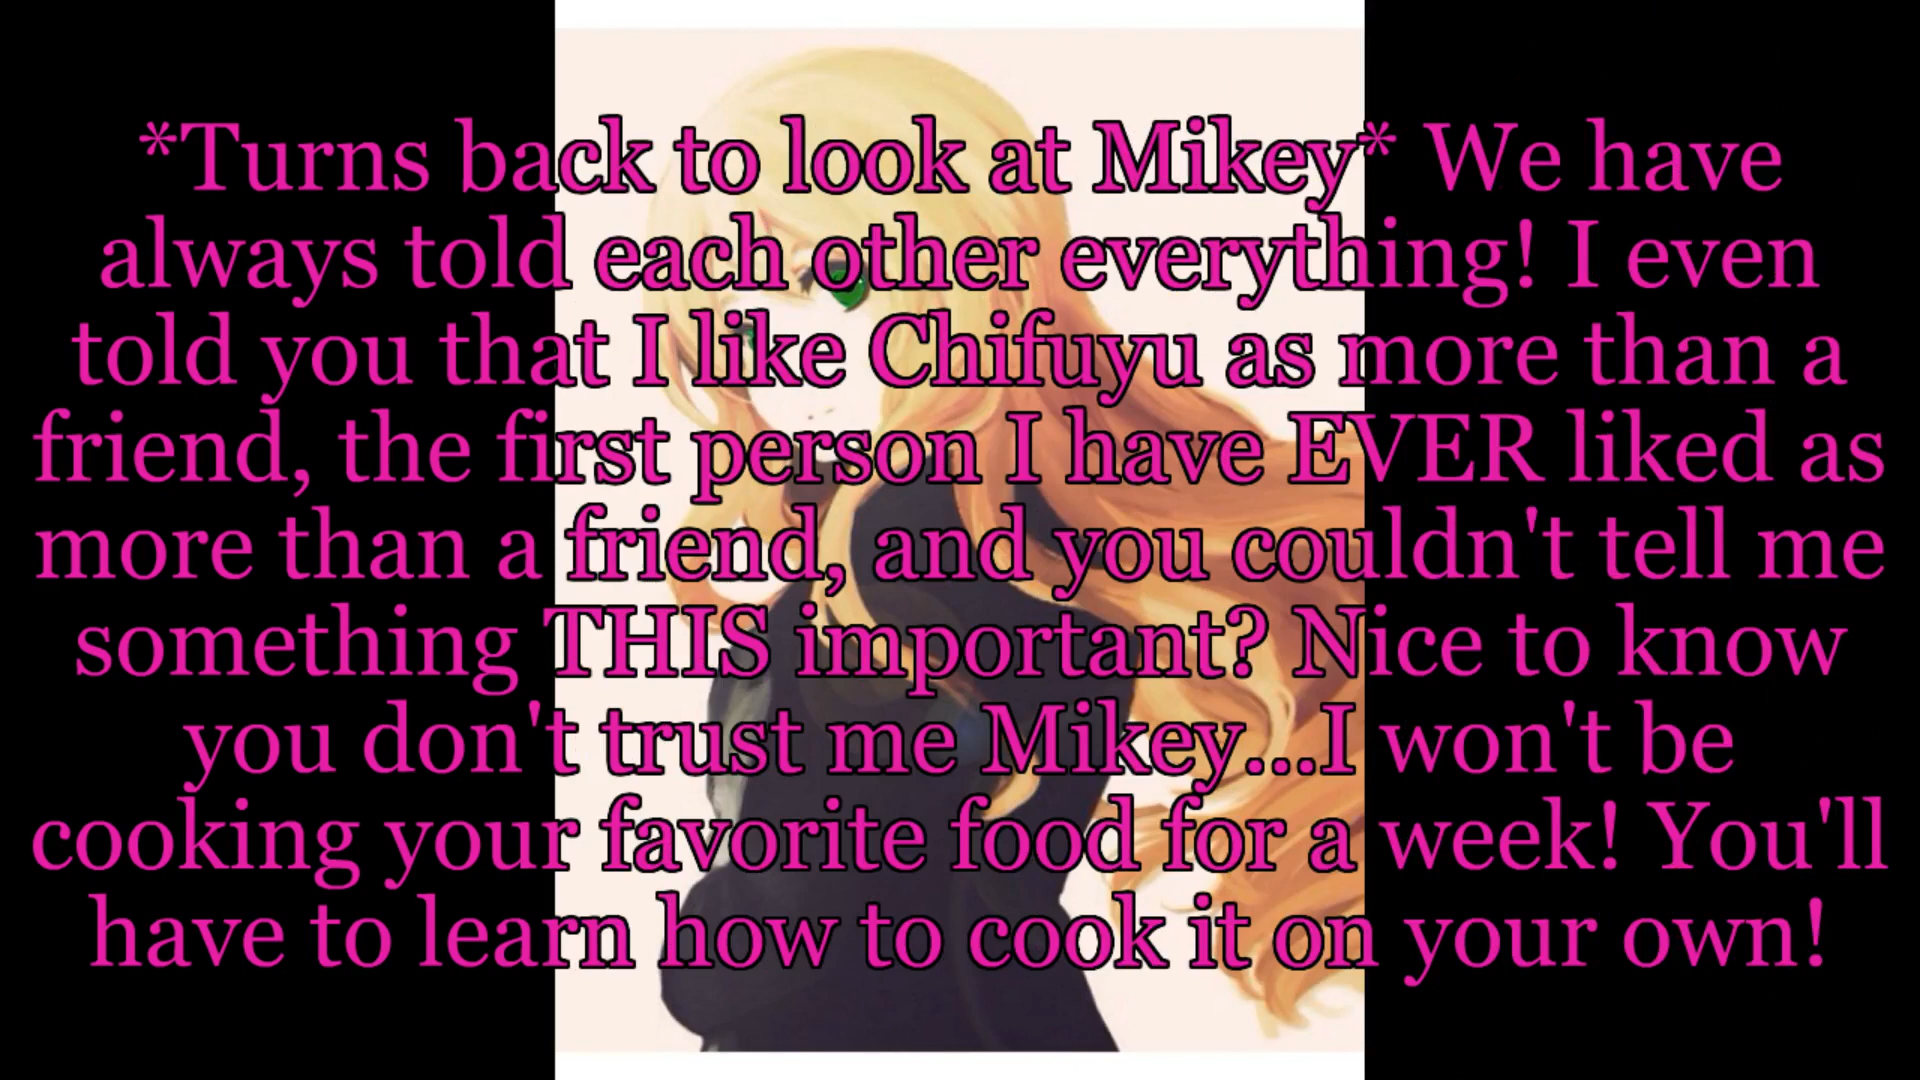 *Turns back to look at Mikey* We have
always told each other everything! I even
told you that I like Chifuyu as more than a
friend, the first person I have EVER liked as
more than a friend, and you couldn't tell me
something THIS important? Nice to know
you don't trust me Mikey...I won't be
cooking your favorite food for a week! You'll
have to learn how to cook it on your own!